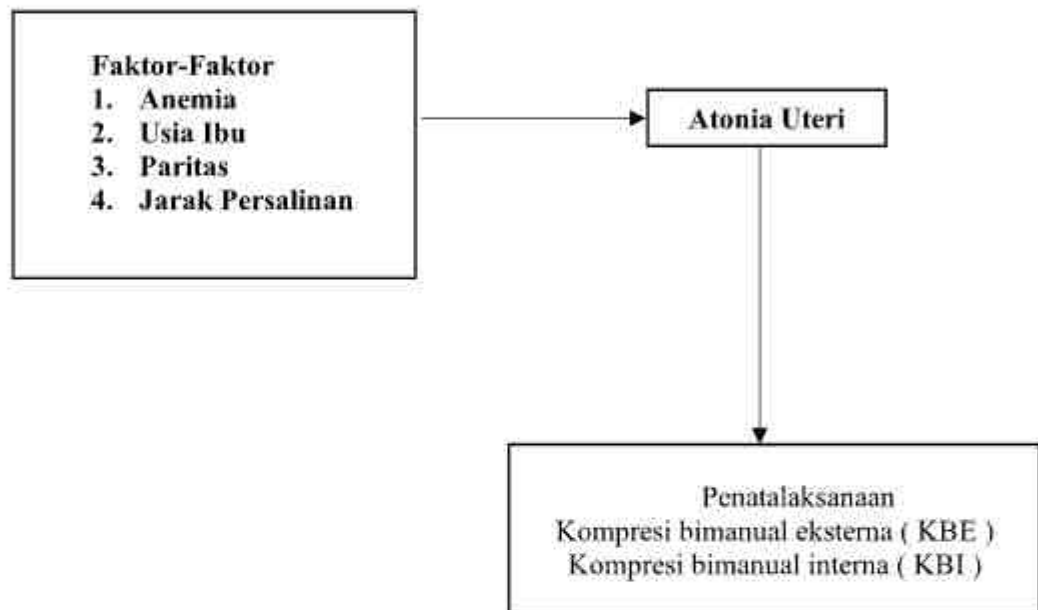 Faktor-Faktor
1. Anemia
2. Usia Ibu
3. Paritas
4. Jarak Persalinan
Atonia Uteri
Penatalaksanaan
Kompresi bimanual eksterna ( KBE )
Kompresi bimanual interna ( KBI )